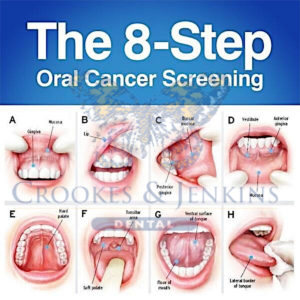 The 8-Step
Oral Cancer Screening
A
Mucosa
Gingiva
B
Lip
C
Buccal
mucosa
Posterior
gingiva
D
Vestibule
Anterior
gingiva
Mucosa
CROOKES & JENKINS
DENTAL
E
Hard
palate
F
Tonsillar
area
Soft palate
G
Ventral surface
of tongue
Floor of
mouth
H
Lateral border
of tongue